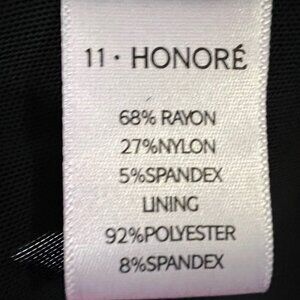 11 · HONORÉ
68% RAYON
27%NYLON
5%SPANDEX
LINING
92%POLYESTER
8%SPANDEX